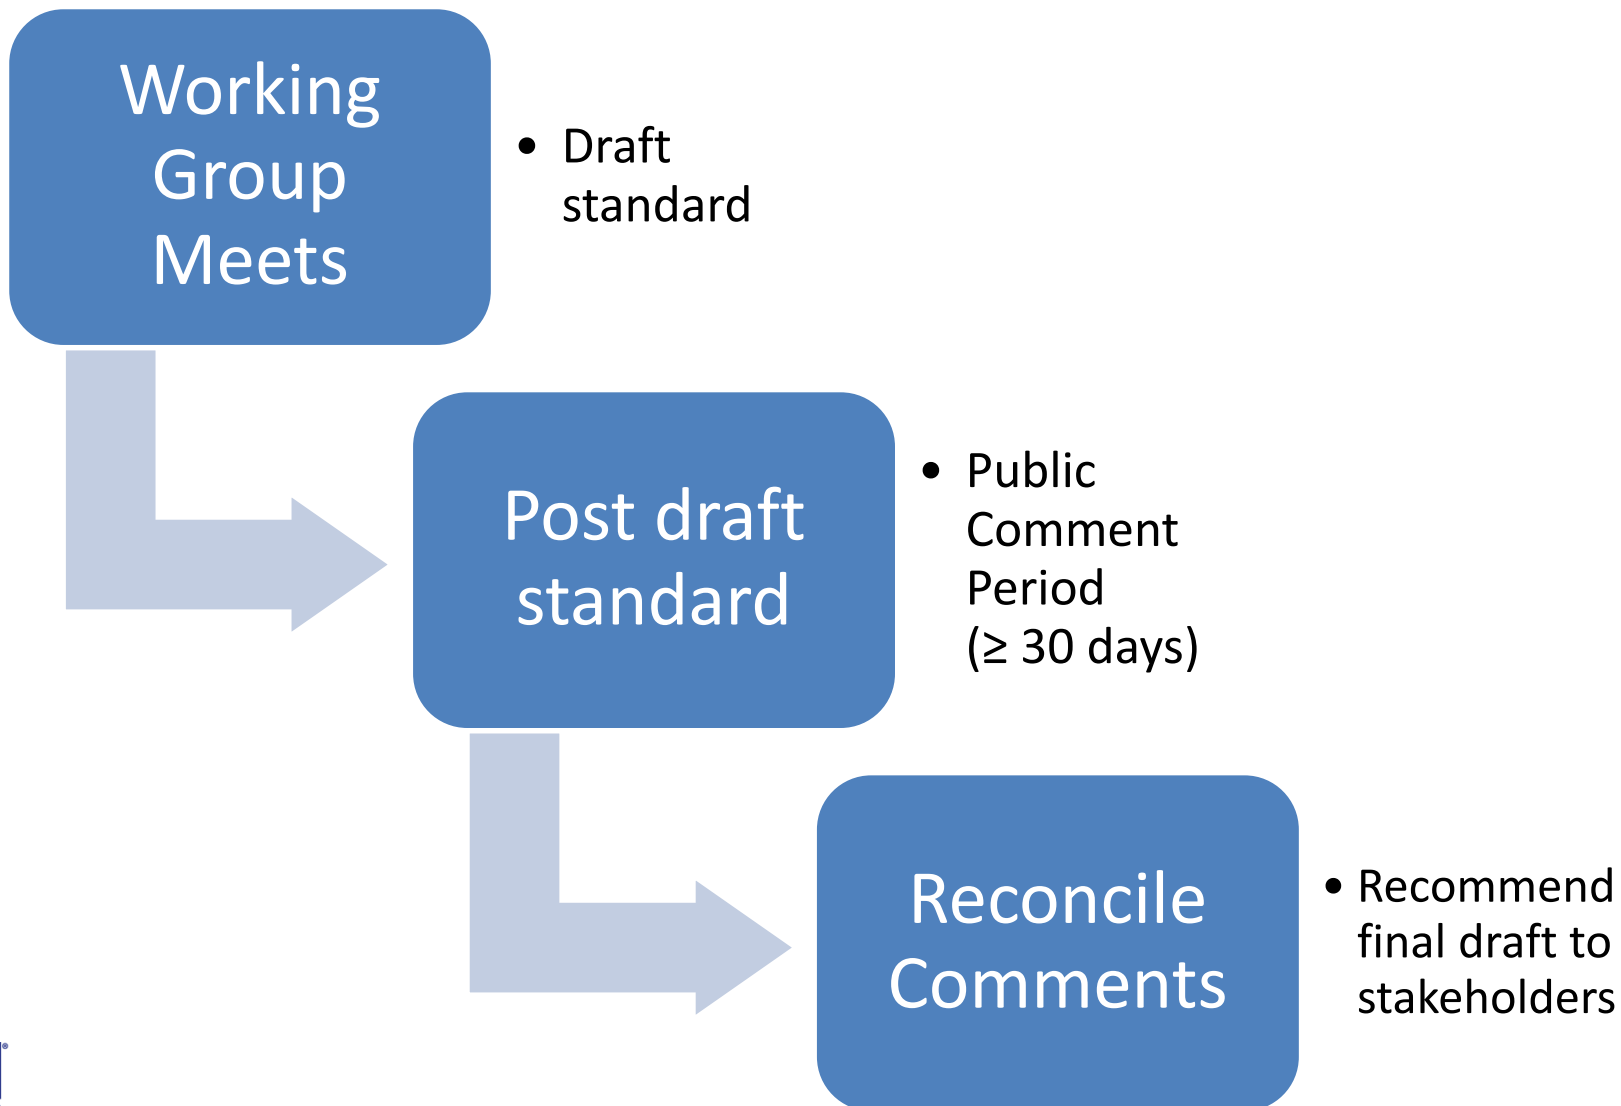 Working
Group
Meets
• Draft
standard
Post draft
standard
• Public
Comment
Period
(≥ 30 days)
Reconcile
Comments
• Recommend
final draft to
stakeholders
®